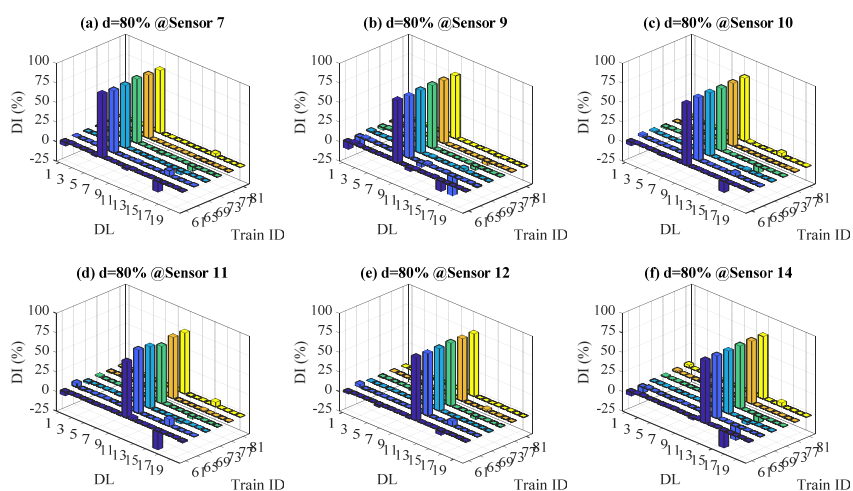 (a) d=80% @Sensor 7
(b) d=80% @Sensor 9
(c) d=80% @Sensor 10
DI (%)
100
75
50
25
0
-25
1 3 5 7 9 11 13 15 17 19
DL
61 65 69 73 77 81
Train ID
DI (%)
100
75
50
25
0
-25
1 3 5 7 9 11 13 15 17 19
DL
61 65 69 73 77 81
Train ID
DI (%)
100
75
50
25
0
-25
1 3 5 7 9 11 13 15 17 19
DL
61 65 69 73 77 81
Train ID
(d) d=80% @Sensor 11
(e) d=80% @Sensor 12
(f) d=80% @Sensor 14
DI (%)
100
75
50
25
0
-25
1 3 5 7 9 11 13 15 17 19
DL
61 65 69 73 77 81
Train ID
DI (%)
100
75
50
25
0
-25
1 3 5 7 9 11 13 15 17 19
DL
61 65 69 73 77 81
Train ID
DI (%)
100
75
50
25
0
-25
1 3 5 7 9 11 13 15 17 19
DL
61 65 69 73 77 81
Train ID